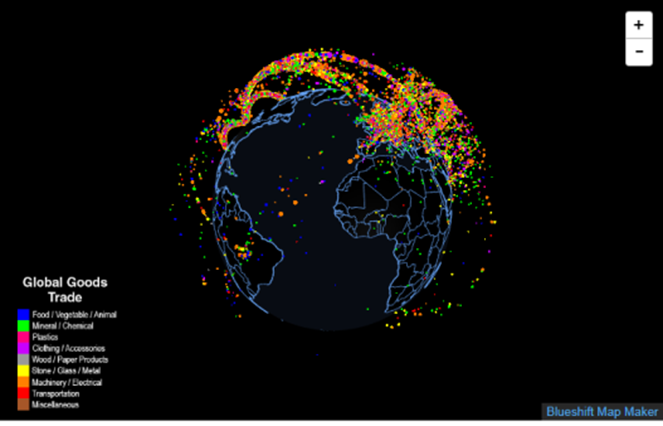 +
−
Global Goods
Trade
Food / Vegetable / Animal
Mineral / Chemical
Plastics
Clothing / Accessories
Wood / Paper Products
Stone / Glass / Metal
Machinery / Electrical
Transportation
Miscellaneous
Blueshift Map Maker